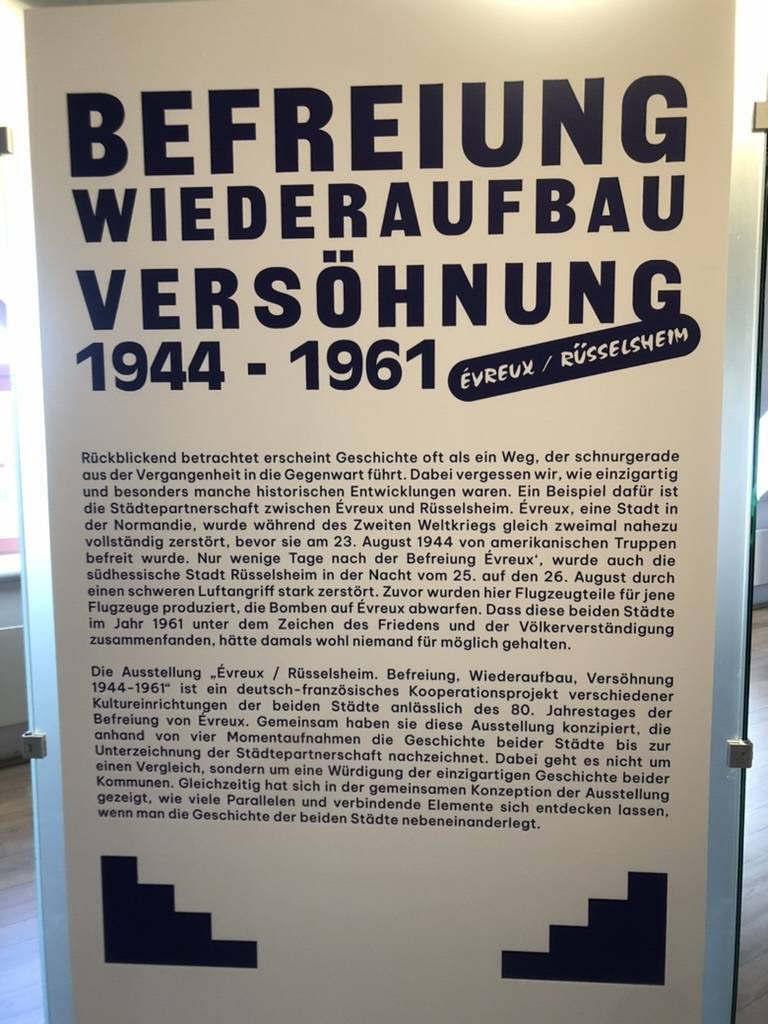 BEFREIUNG
WIEDERAUFBAU
VERSÖHNUNG
1944 - 1961
ÉVREUX / RÜSSELSHEIM
Rückblickend betrachtet erscheint Geschichte oft als ein Weg, der schnurgerade
aus der Vergangenheit in die Gegenwart führt. Dabei vergessen wir, wie einzigartig
und besonders manche historischen Entwicklungen waren. Ein Beispiel dafür ist
die Städtepartnerschaft zwischen Évreux und Rüsselsheim. Évreux, eine Stadt in
der Normandie, wurde während des Zweiten Weltkriegs gleich zweimal nahezu
vollständig zerstört, bevor sie am 23. August 1944 von amerikanischen Truppen
befreit wurde. Nur wenige Tage nach der Befreiung Évreux‘, wurde auch die
südhessische Stadt Rüsselsheim in der Nacht vom 25. auf den 26. August durch
einen schweren Luftangriff stark zerstört. Zuvor wurden hier Flugzeugteile für jene
Flugzeuge produziert, die Bomben auf Évreux abwarfen. Dass diese beiden Städte
im Jahr 1961 unter dem Zeichen des Friedens und der Völkerverständigung
zusammenfanden, hätte damals wohl niemand für möglich gehalten.
Die Ausstellung „Évreux / Rüsselsheim. Befreiung, Wiederaufbau, Versöhnung
1944-1961“ ist ein deutsch-französisches Kooperationsprojekt verschiedener
Kultureinrichtungen der beiden Städte anlässlich des 80. Jahrestages der
Befreiung von Évreux. Gemeinsam haben sie diese Ausstellung konzipiert, die
anhand von vier Momentaufnahmen die Geschichte beider Städte bis zur
Unterzeichnung der Städtepartnerschaft nachzeichnet. Dabei geht es nicht um
einen Vergleich, sondern um eine Würdigung der einzigartigen Geschichte beider
Kommunen. Gleichzeitig hat sich in der gemeinsamen Konzeption der Ausstellung
gezeigt, wie viele Parallelen und verbindende Elemente sich entdecken lassen,
wenn man die Geschichte der beiden Städte nebeneinanderlegt.